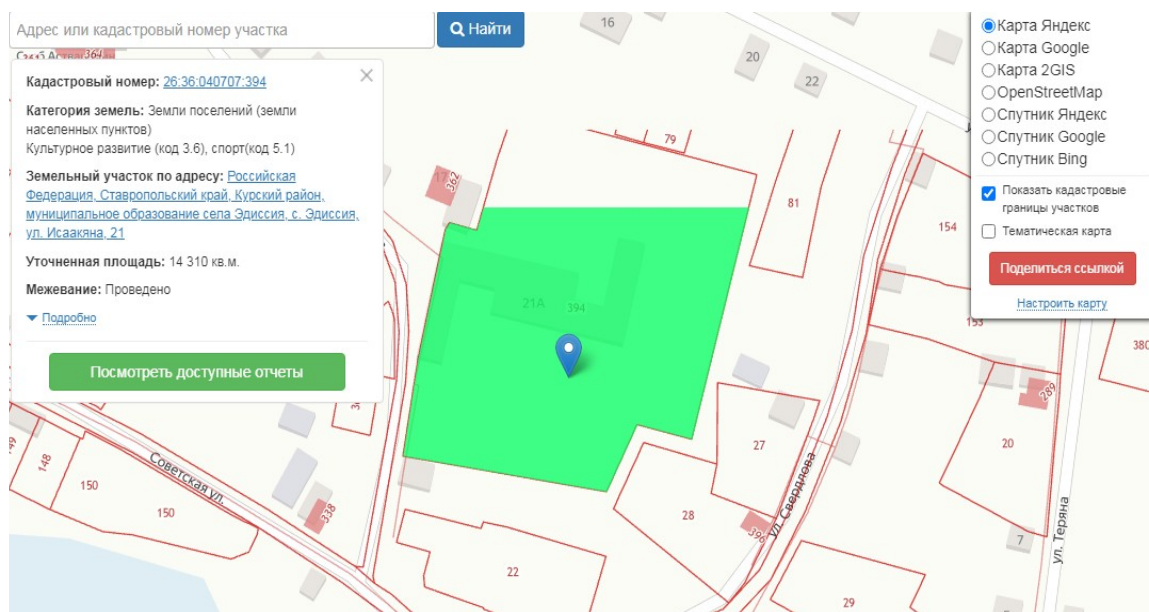 Адрес или кадастровый номер участка
Найти
364
Кадастровый номер: 26:36:040707:394
Категория земель: Земли поселений (земли
населенных пунктов)
Культурное развитие (код 3.6), спорт(код 5.1)
Земельный участок по адресу: Российская
Федерация, Ставропольский край, Курский район,
муниципальное образование села Эдиссия, с. Эдиссия,
ул. Исаакяна, 21
Уточненная площадь: 14 310 кв.м.
Межевание: Проведено
Подробно
Посмотреть доступные отчеты
Карта Яндекс
Карта Google
Карта 2GIS
OpenStreetMap
Спутник Яндекс
Спутник Google
Спутник Bing
Показать кадастровые
границы участков
Тематическая карта
Поделиться ссылкой
Настроить карту
16
20
22
79
17
362
81
154
21А
394
153
380
289
27
20
148
150
150
Советская ул.
338
28
396
ул. Свердлова
ул. Теряна
7
22
29